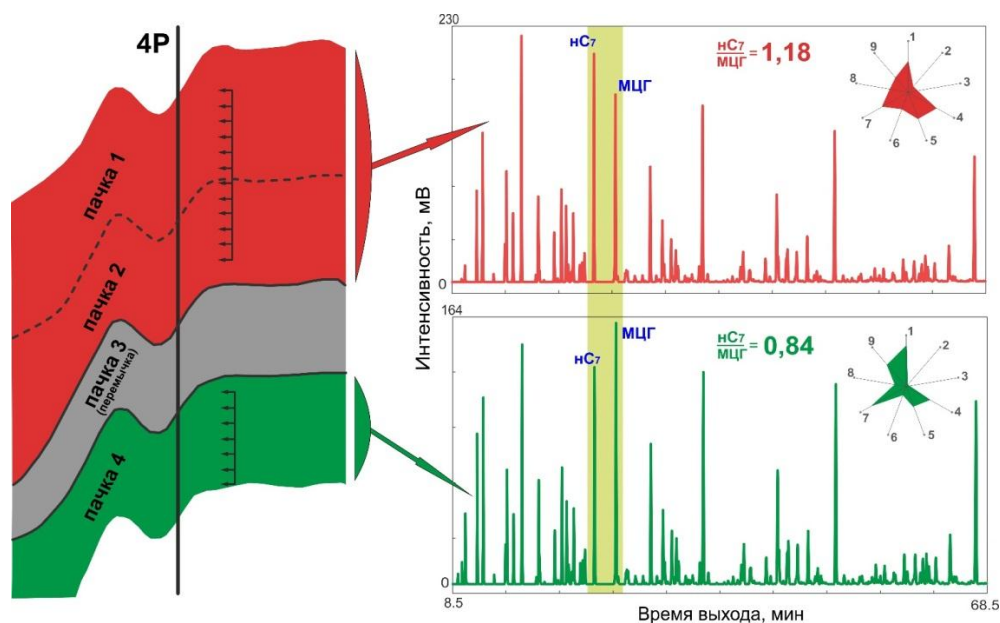 4Р
пачка 1
пачка 2
пачка 3
(перемычка)
пачка 4
Интенсивность, мВ
230
0
нС₇
МЦГ
нС₇
МЦГ = 1,18
1
2
3
4
5
6
7
8
9
164
0
нС₇
МЦГ
нС₇
МЦГ = 0,84
1
2
3
4
5
6
7
8
9
8.5
68.5
Время выхода, мин